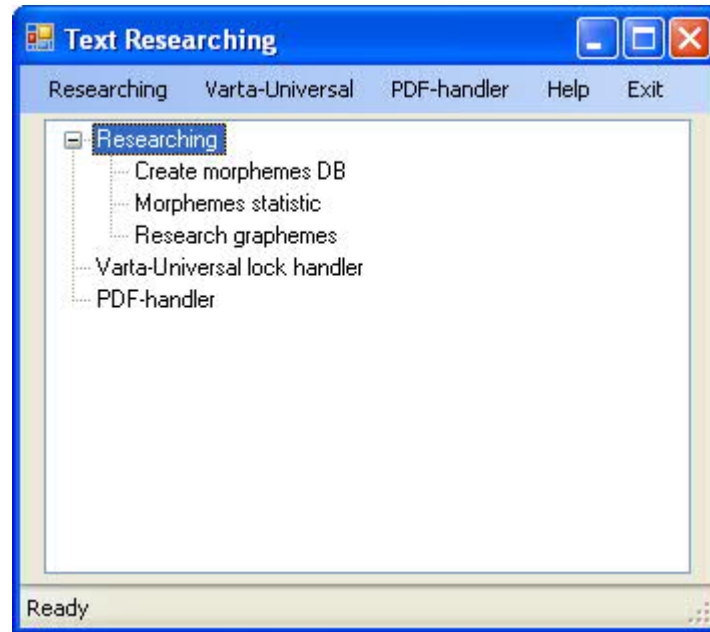 Text Researching
Researching Varta-Universal PDF-handler Help Exit
Researching
Create morphemes DB
Morphemes statistic
Research graphemes
Varta-Universal lock handler
PDF-handler
Ready